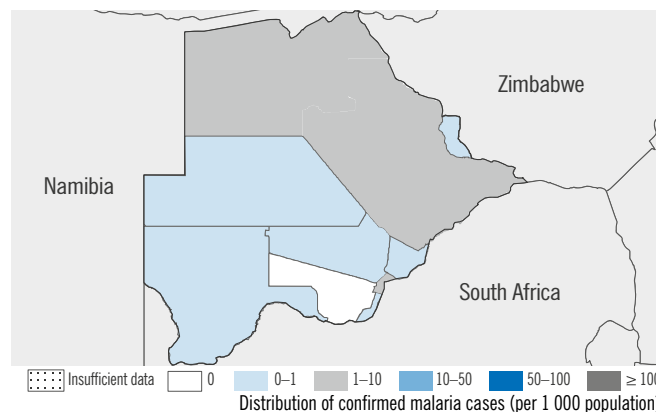 Zimbabwe
Namibia
South Africa
Insufficient data 0 0–1 1–10 10–50 50–100 ≥ 100
Distribution of confirmed malaria cases (per 1 000 population)